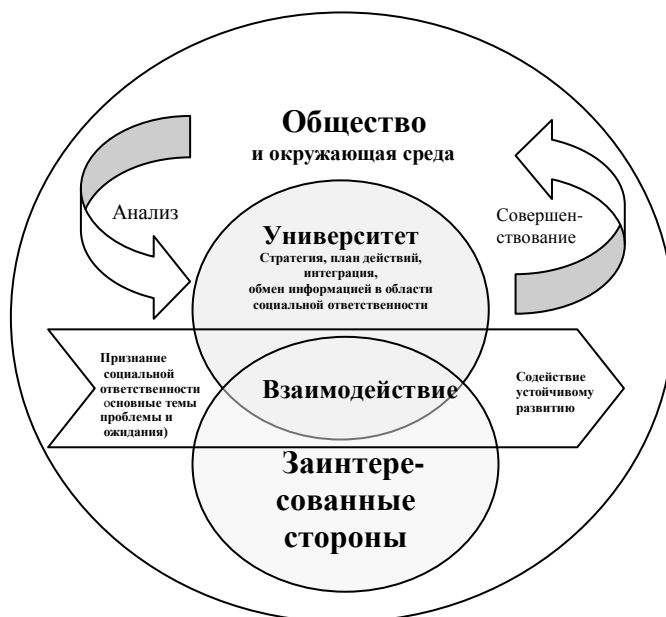 Общество
и окружающая среда
Анализ
Совершен-
ствование
Университет
Стратегия, план действий,
интеграция,
обмен информацией в области
социальной ответственности
Признание
социальной
ответственности
основные темы
проблемы и
ожидания)
Взаимодействие
Содействие
устойчивому
развитию
Заинтере-
сованные
стороны